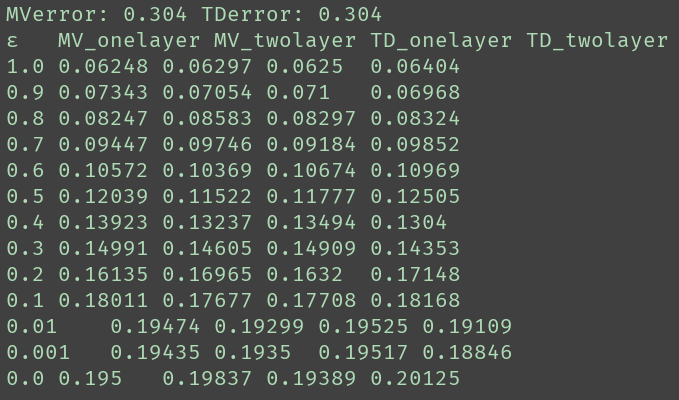 MVerror: 0.304 TDerror: 0.304
ε MV_onelayer MV_twolayer TD_onelayer TD_twolayer
1.0 0.06248 0.06297 0.0625 0.06404
0.9 0.07343 0.07054 0.071 0.06968
0.8 0.08247 0.08583 0.08297 0.08324
0.7 0.09447 0.09746 0.09184 0.09852
0.6 0.10572 0.10369 0.10674 0.10969
0.5 0.12039 0.11522 0.11777 0.12505
0.4 0.13923 0.13237 0.13494 0.1304
0.3 0.14991 0.14605 0.14909 0.14353
0.2 0.16135 0.16965 0.1632 0.17148
0.1 0.18011 0.17677 0.17708 0.18168
0.01 0.19474 0.19299 0.19525 0.19109
0.001 0.19435 0.1935 0.19517 0.18846
0.0 0.195 0.19837 0.19389 0.20125